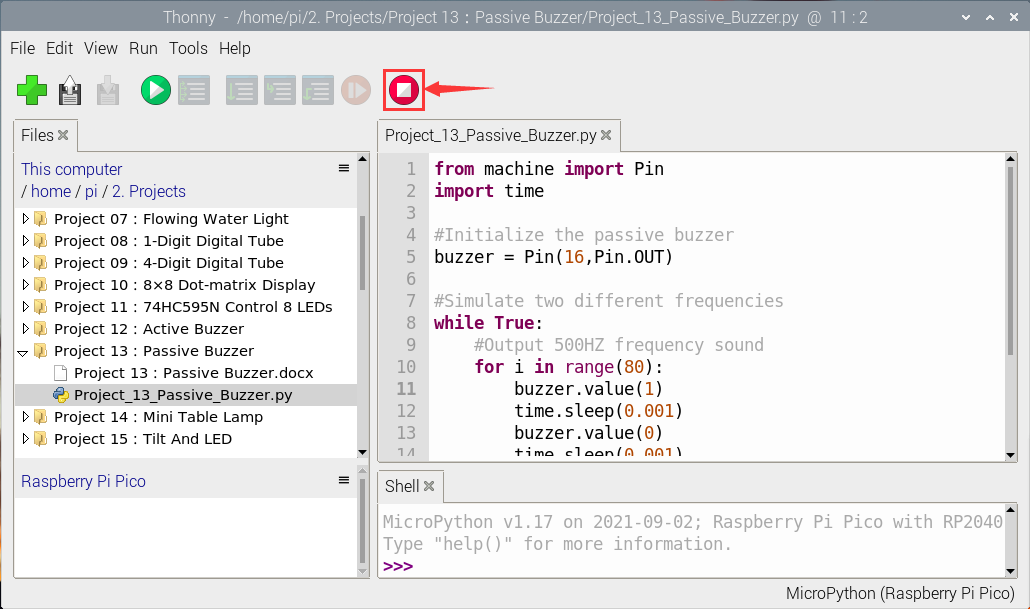 Thonny - /home/pi/2. Projects/Project 13 : Passive Buzzer/Project_13_Passive_Buzzer.py @ 11 : 2
File Edit View Run Tools Help
Files
This computer
/ home / pi / 2. Projects
Project 07 : Flowing Water Light
Project 08 : 1-Digit Digital Tube
Project 09 : 4-Digit Digital Tube
Project 10 : 8×8 Dot-matrix Display
Project 11 : 74HC595N Control 8 LEDs
Project 12 : Active Buzzer
Project 13 : Passive Buzzer
Project 13 : Passive Buzzer.docx
Project_13_Passive_Buzzer.py
Project 14 : Mini Table Lamp
Project 15 : Tilt And LED
Raspberry Pi Pico
Project_13_Passive_Buzzer.py
1 from machine import Pin
2 import time
3
4 #Initialize the passive buzzer
5 buzzer = Pin(16,Pin.OUT)
6
7 #Simulate two different frequencies
8 while True:
9 #Output 500HZ frequency sound
10 for i in range(80):
11 buzzer.value(1)
12 time.sleep(0.001)
13 buzzer.value(0)
14 time.sleep(0.001)
Shell
MicroPython v1.17 on 2021-09-02; Raspberry Pi Pico with RP2040
Type "help()" for more information.
>>>
MicroPython (Raspberry Pi Pico)